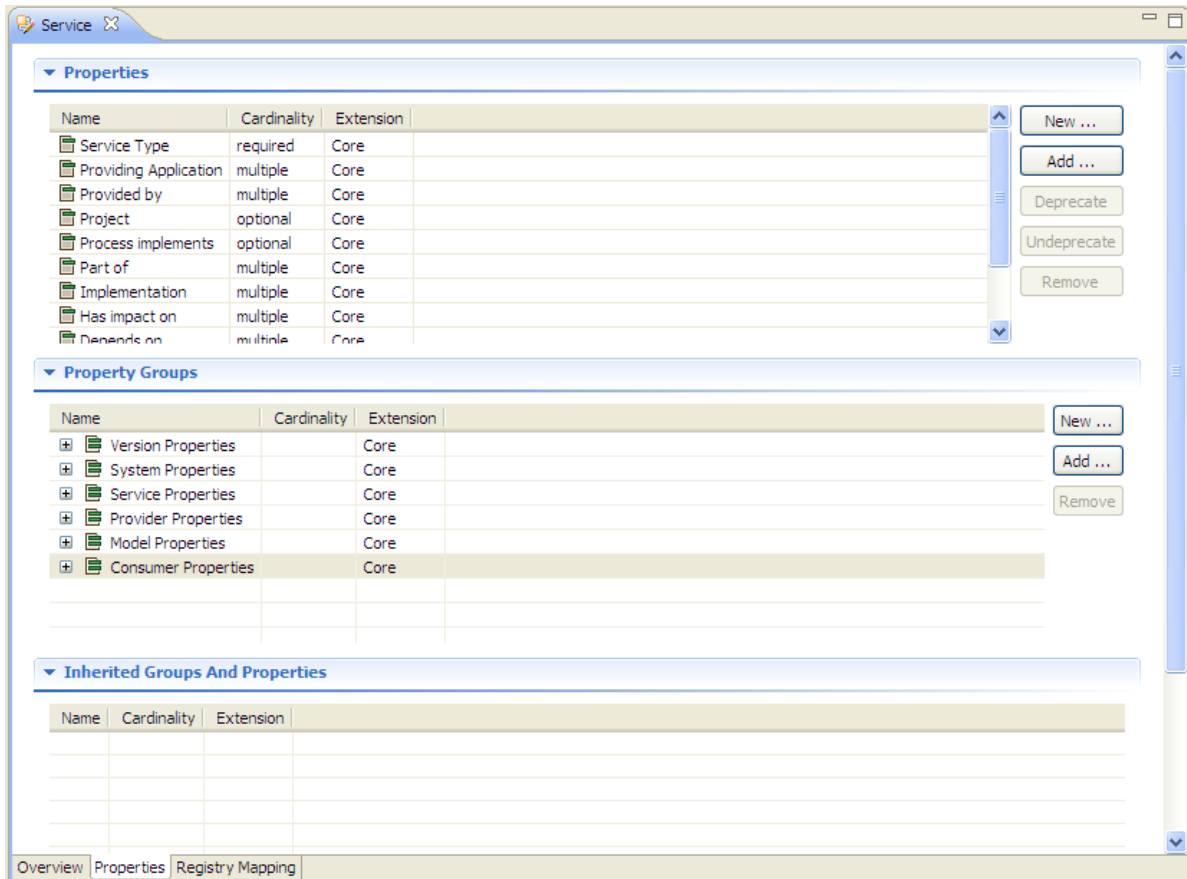 Service
Properties
Name Cardinality Extension
Service Type required Core
Providing Application multiple Core
Provided by multiple Core
Project optional Core
Process implements optional Core
Part of multiple Core
Implementation multiple Core
Has impact on multiple Core
Depends on multiple Core
New ...
Add ...
Deprecate
Undeprecate
Remove
Property Groups
Name Cardinality Extension
Version Properties Core
System Properties Core
Service Properties Core
Provider Properties Core
Model Properties Core
Consumer Properties Core
New ...
Add ...
Remove
Inherited Groups And Properties
Name Cardinality Extension
Overview Properties Registry Mapping